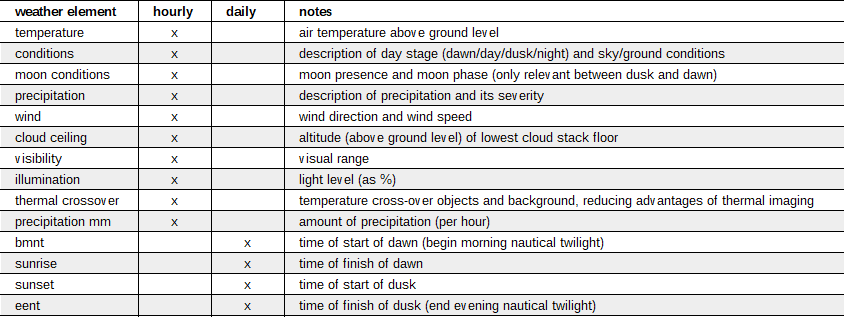 weather element hourly daily notes
temperature x air temperature above ground level
conditions x description of day stage (dawn/day/dusk/night) and sky/ground conditions
moon conditions x moon presence and moon phase (only relevant between dusk and dawn)
precipitation x description of precipitation and its severity
wind x wind direction and wind speed
cloud ceiling x altitude (above ground level) of lowest cloud stack floor
visibility x visual range
illumination x light level (as %)
thermal crossover x temperature cross-over objects and background, reducing advantages of thermal imaging
precipitation mm x amount of precipitation (per hour)
bmnt x time of start of dawn (begin morning nautical twilight)
sunrise x time of finish of dawn
sunset x time of start of dusk
eent x time of finish of dusk (end evening nautical twilight)